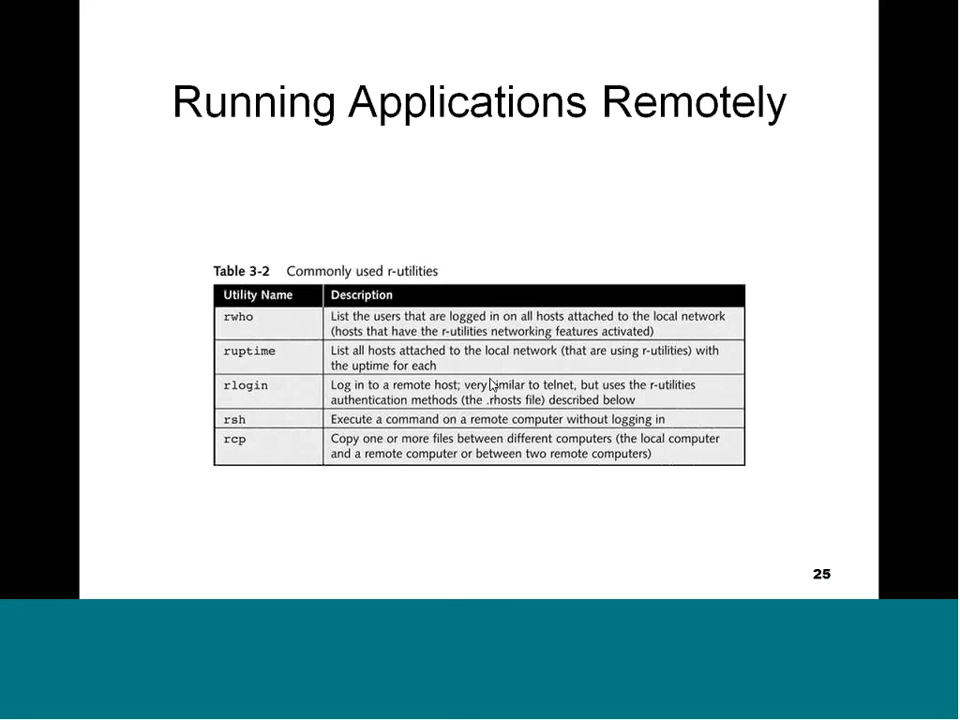 Running Applications Remotely
Table 3-2 Commonly used r-utilities
Utility Name Description
rwho List the users that are logged in on all hosts attached to the local network
(hosts that have the r-utilities networking features activated)
ruptime List all hosts attached to the local network (that are using r-utilities) with
the uptime for each
rlogin Log in to a remote host; very similar to telnet, but uses the r-utilities
authentication methods (the .rhosts file) described below
rsh Execute a command on a remote computer without logging in
rcp Copy one or more files between different computers (the local computer
and a remote computer or between two remote computers)
25